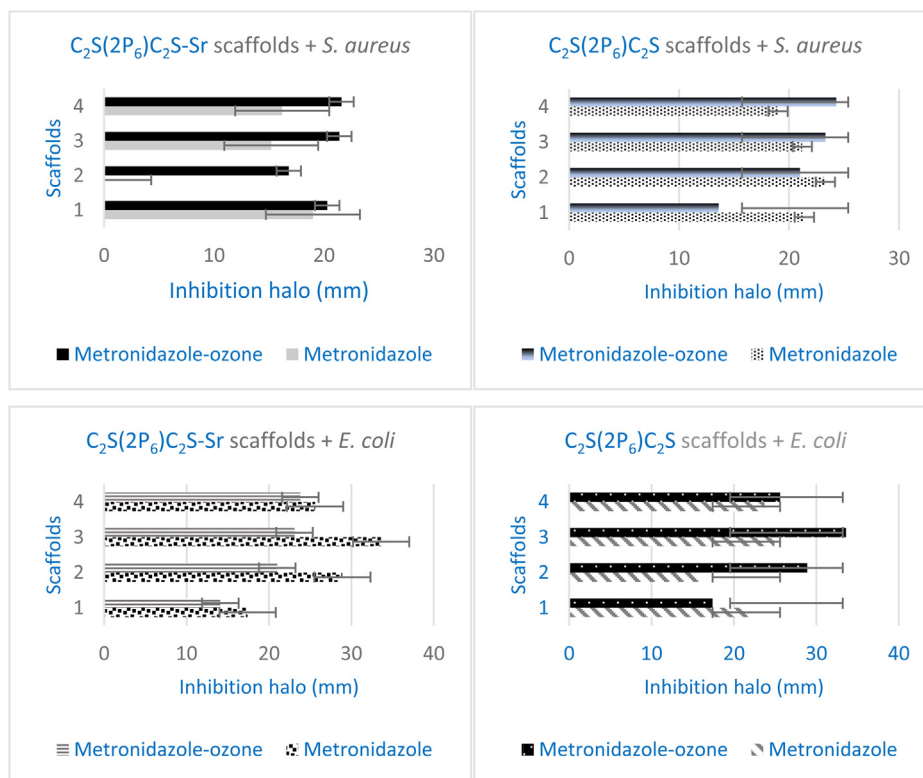 C₂S(2P₆)C₂S-Sr scaffolds + S. aureus
Scaffolds
4
3
2
1
0 10 20 30
Inhibition halo (mm)
Metronidazole-ozone Metronidazole
C₂S(2P₆)C₂S scaffolds + S. aureus
Scaffolds
4
3
2
1
0 10 20 30
Inhibition halo (mm)
Metronidazole-ozone Metronidazole
C₂S(2P₆)C₂S-Sr scaffolds + E. coli
Scaffolds
4
3
2
1
0 10 20 30 40
Inhibition halo (mm)
Metronidazole-ozone Metronidazole
C₂S(2P₆)C₂S scaffolds + E. coli
Scaffolds
4
3
2
1
0 10 20 30 40
Inhibition halo (mm)
Metronidazole-ozone Metronidazole